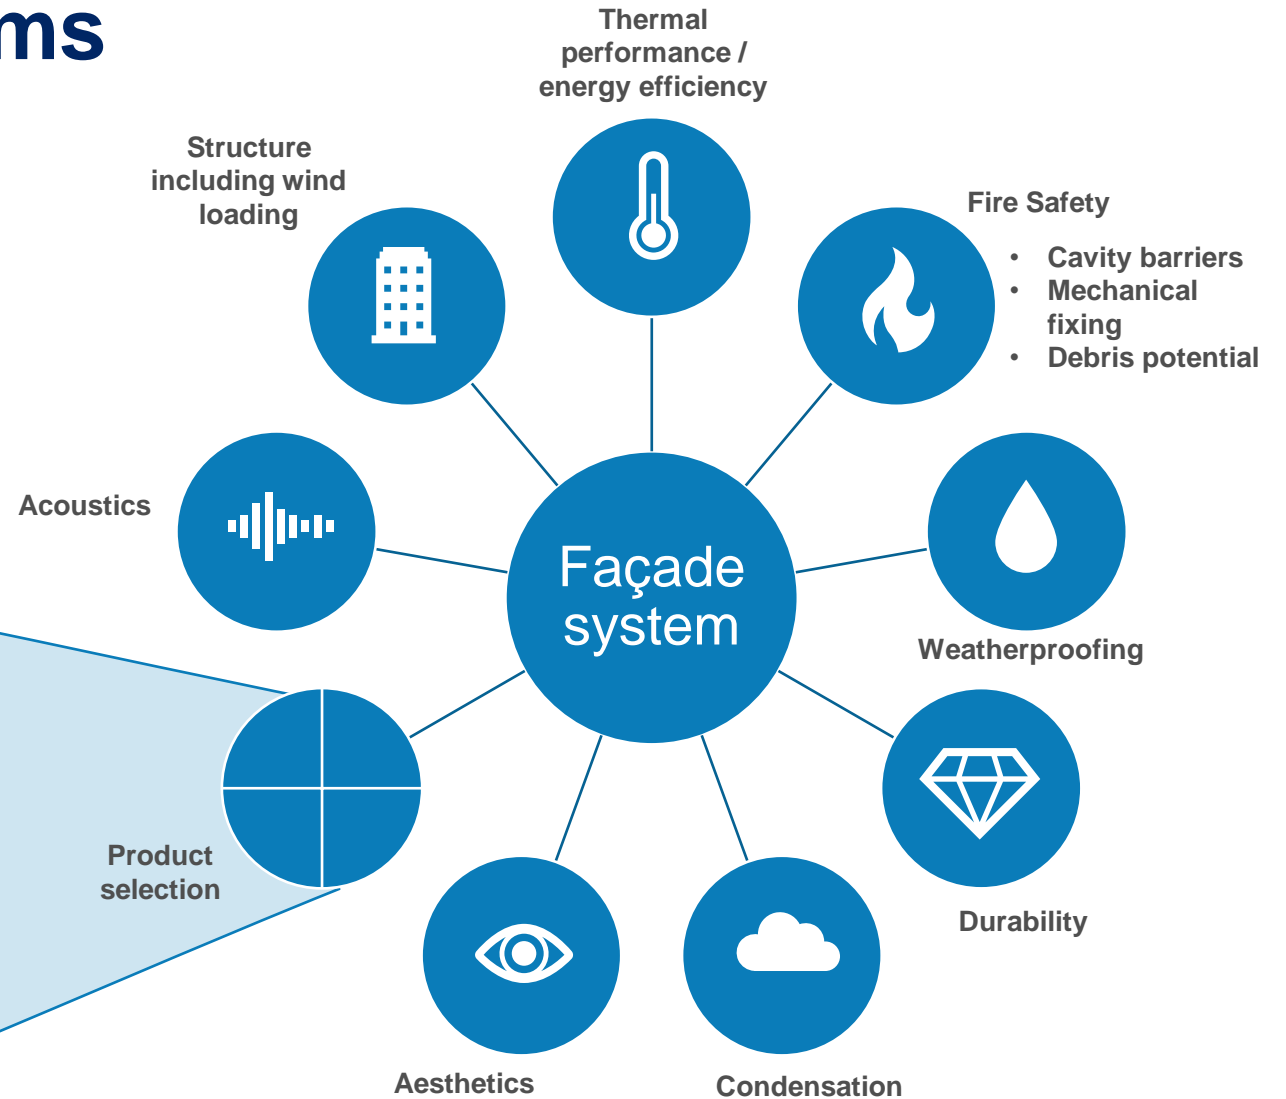 ms
Thermal
performance /
energy efficiency
Structure
including wind
loading
Fire Safety
• Cavity barriers
• Mechanical
fixing
• Debris potential
Acoustics
Façade
system
Weatherproofing
Product
selection
Durability
Aesthetics
Condensation